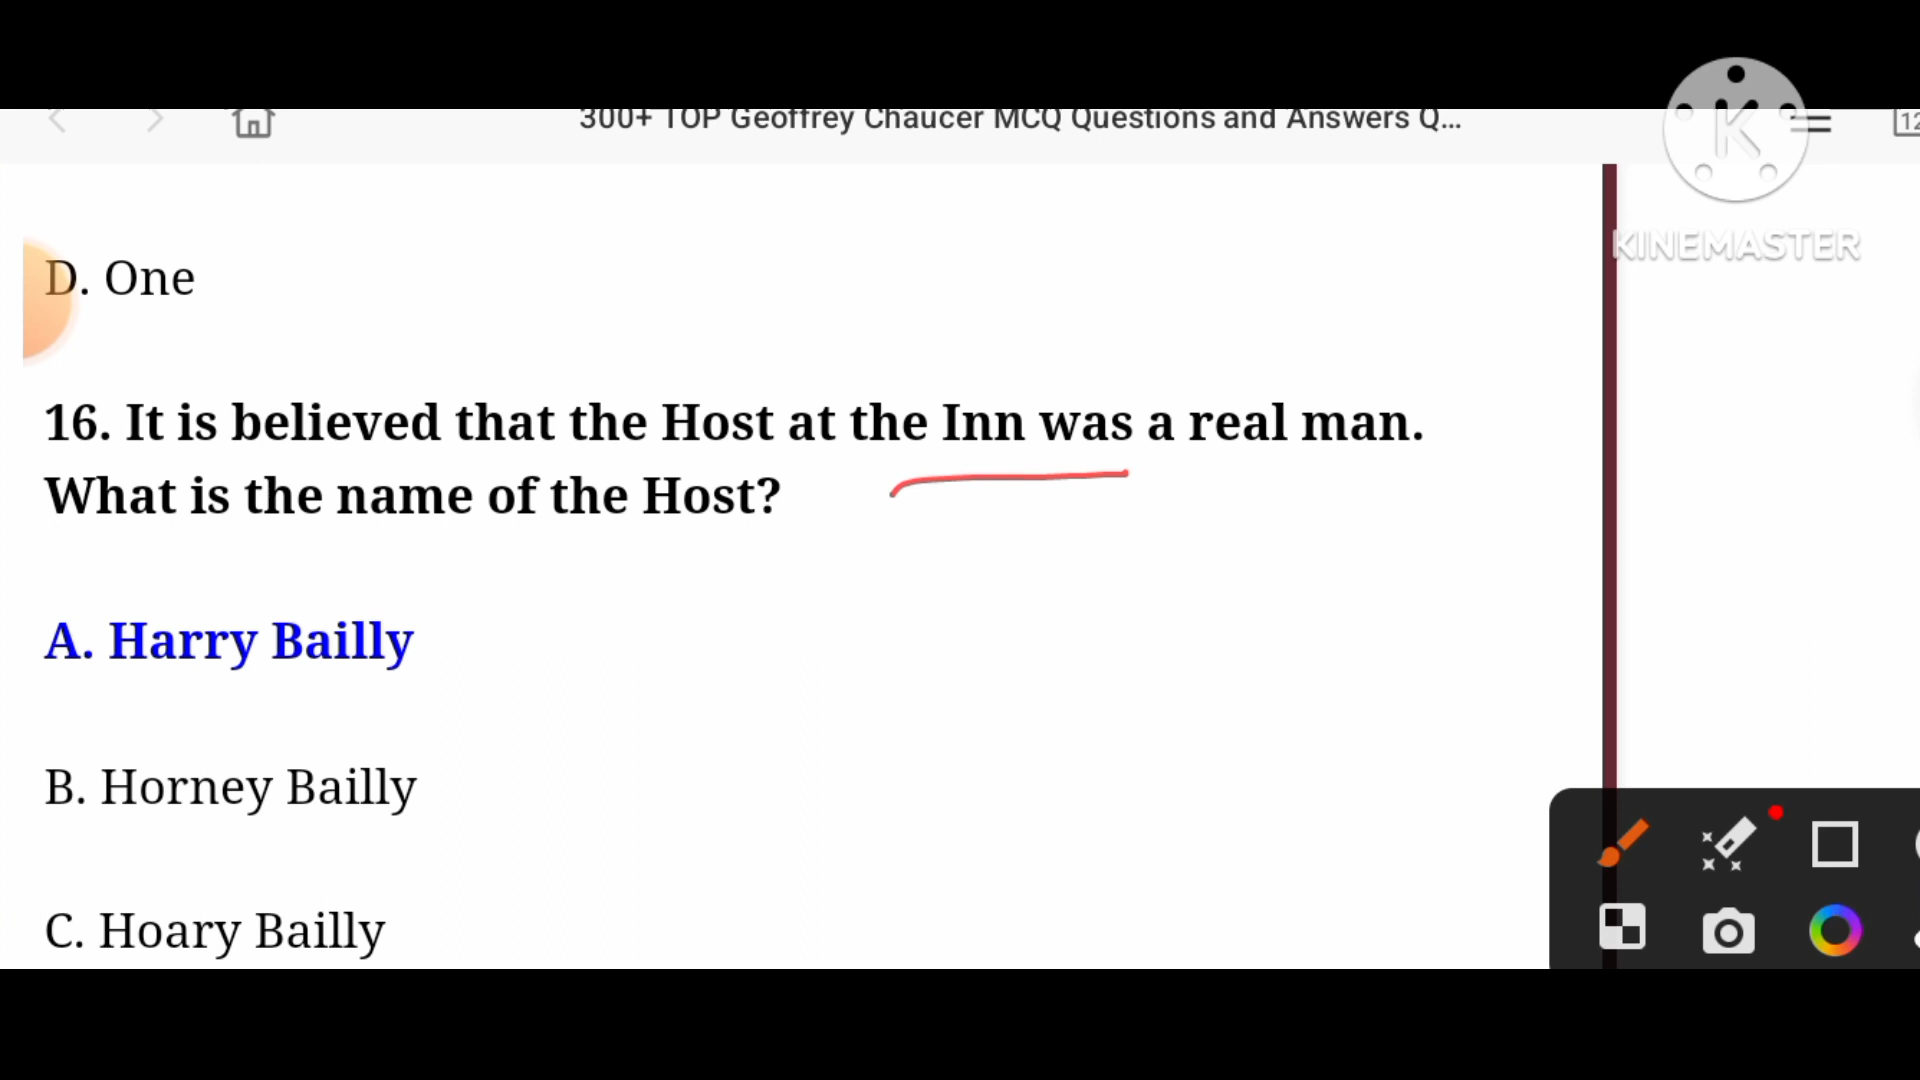 300+ TOP Geoffrey Chaucer MCQ Questions and Answers Q...
12
K
KINEMASTER
D. One
16. It is believed that the Host at the Inn was a real man.
What is the name of the Host?
A. Harry Bailly
B. Horney Bailly
C. Hoary Bailly